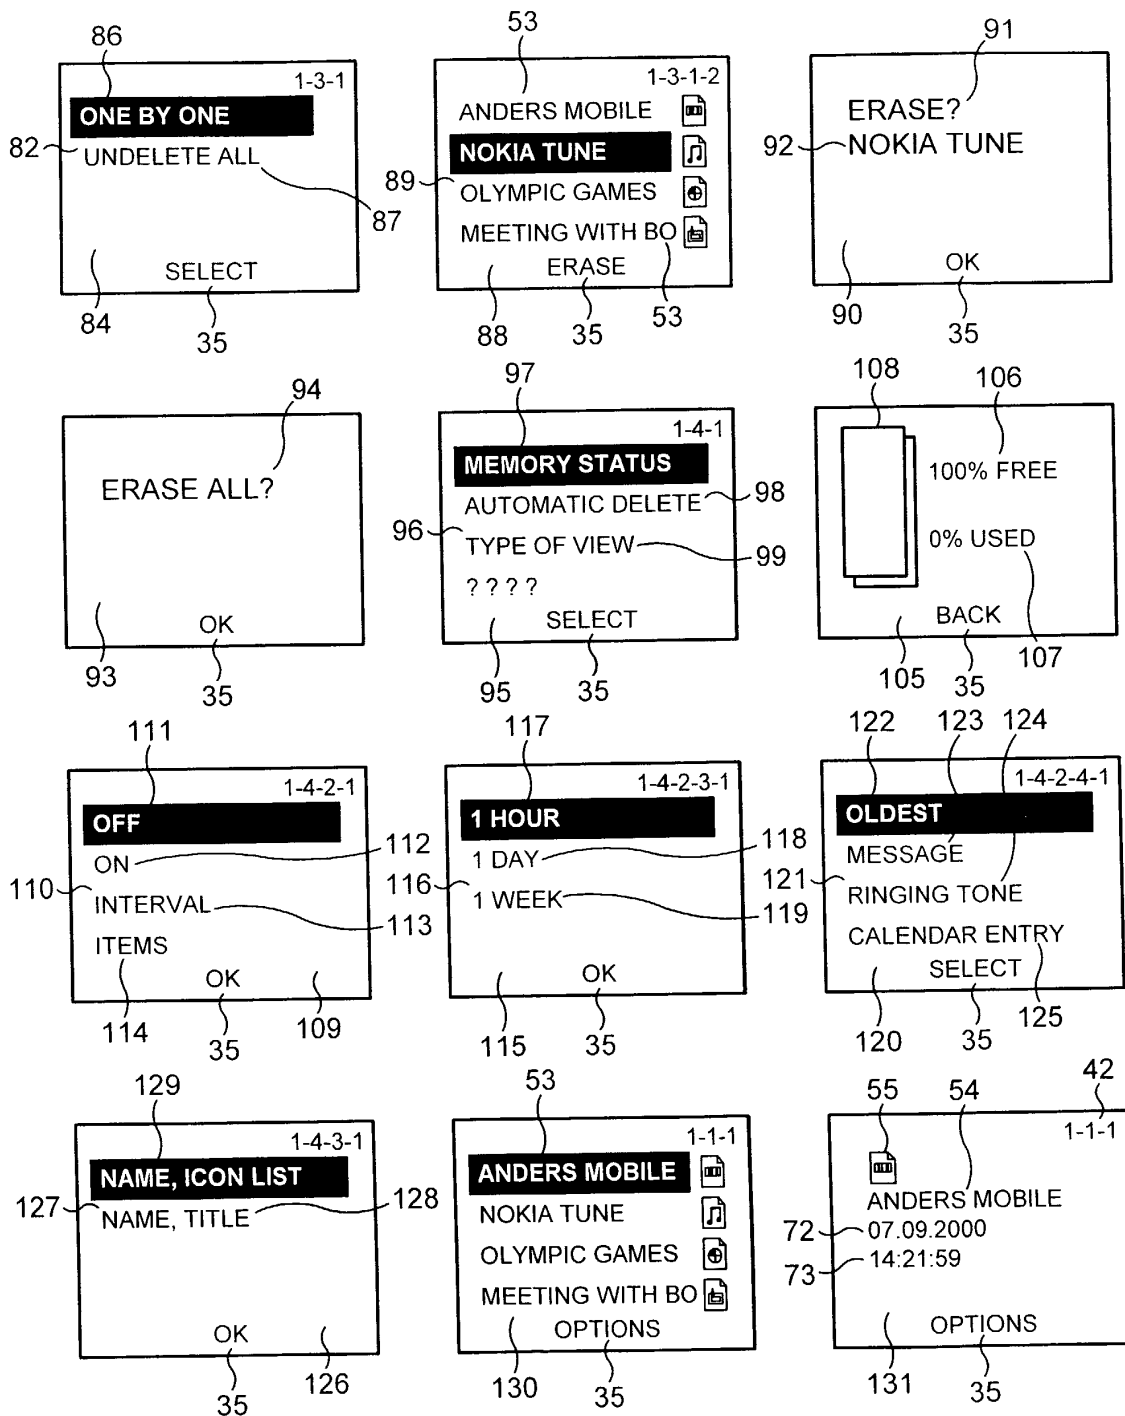 86
1-3-1
ONE BY ONE
82
UNDELETE ALL
87
SELECT
84
35
53
1-3-1-2
ANDERS MOBILE
NOKIA TUNE
89
OLYMPIC GAMES
MEETING WITH BO
ERASE
88
35
53
91
ERASE?
92
NOKIA TUNE
OK
90
35
94
ERASE ALL?
OK
93
35
97
1-4-1
MEMORY STATUS
AUTOMATIC DELETE
98
96
TYPE OF VIEW
99
? ? ? ?
SELECT
95
35
108
106
100% FREE
0% USED
BACK
105
35
107
111
1-4-2-1
OFF
ON
112
110
INTERVAL
113
ITEMS
OK
114
35
109
117
1-4-2-3-1
1 HOUR
1 DAY
118
116
1 WEEK
119
OK
115
35
122
123
124
1-4-2-4-1
OLDEST
MESSAGE
121
RINGING TONE
CALENDAR ENTRY
SELECT
120
35
125
129
1-4-3-1
NAME, ICON LIST
127
NAME, TITLE
128
OK
35
126
53
1-1-1
ANDERS MOBILE
NOKIA TUNE
OLYMPIC GAMES
MEETING WITH BO
OPTIONS
130
35
55
54
42
1-1-1
ANDERS MOBILE
72
07.09.2000
73
14:21:59
OPTIONS
131
35